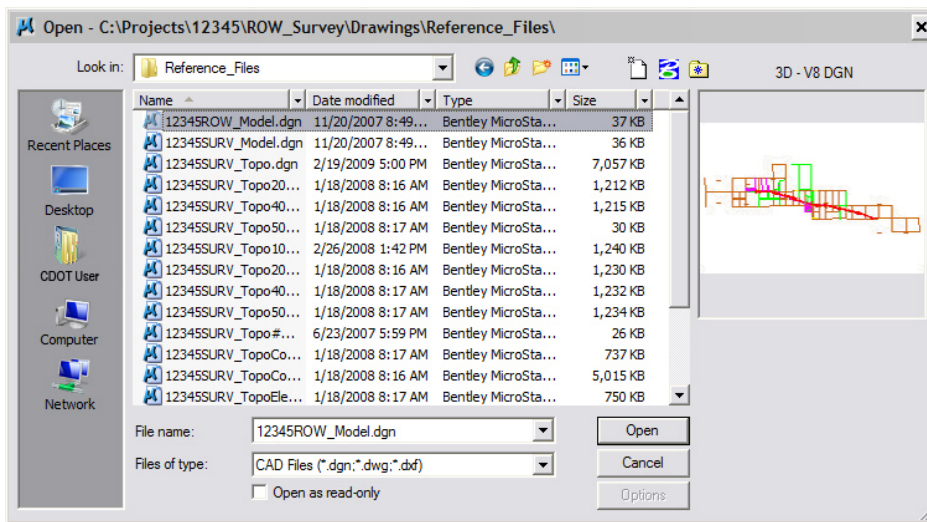 Open - C:\Projects\12345\ROW_Survey\Drawings\Reference_Files\
Look in: Reference_Files
3D - V8 DGN
Name Date modified Type Size
12345ROW_Model.dgn 11/20/2007 8:49... Bentley MicroSta... 37 KB
12345SURV_Model.dgn 11/20/2007 8:49... Bentley MicroSta... 36 KB
12345SURV_Topo.dgn 2/19/2009 5:00 PM Bentley MicroSta... 7,057 KB
12345SURV_Topo20... 1/18/2008 8:16 AM Bentley MicroSta... 1,212 KB
12345SURV_Topo40... 1/18/2008 8:16 AM Bentley MicroSta... 1,215 KB
12345SURV_Topo50... 1/18/2008 8:17 AM Bentley MicroSta... 30 KB
12345SURV_Topo10... 2/26/2008 1:42 PM Bentley MicroSta... 1,240 KB
12345SURV_Topo20... 1/18/2008 8:16 AM Bentley MicroSta... 1,230 KB
12345SURV_Topo40... 1/18/2008 8:17 AM Bentley MicroSta... 1,232 KB
12345SURV_Topo50... 1/18/2008 8:17 AM Bentley MicroSta... 1,234 KB
12345SURV_Topo#... 6/23/2007 5:59 PM Bentley MicroSta... 26 KB
12345SURV_TopoCo... 1/18/2008 8:17 AM Bentley MicroSta... 737 KB
12345SURV_TopoCo... 1/18/2008 8:16 AM Bentley MicroSta... 5,015 KB
12345SURV_TopoEle... 1/18/2008 8:17 AM Bentley MicroSta... 750 KB
Recent Places
Desktop
CDOT User
Computer
Network
File name: 12345ROW_Model.dgn Open
Files of type: CAD Files (*.dgn;*.dwg;*.dxf) Cancel
Open as read-only Options